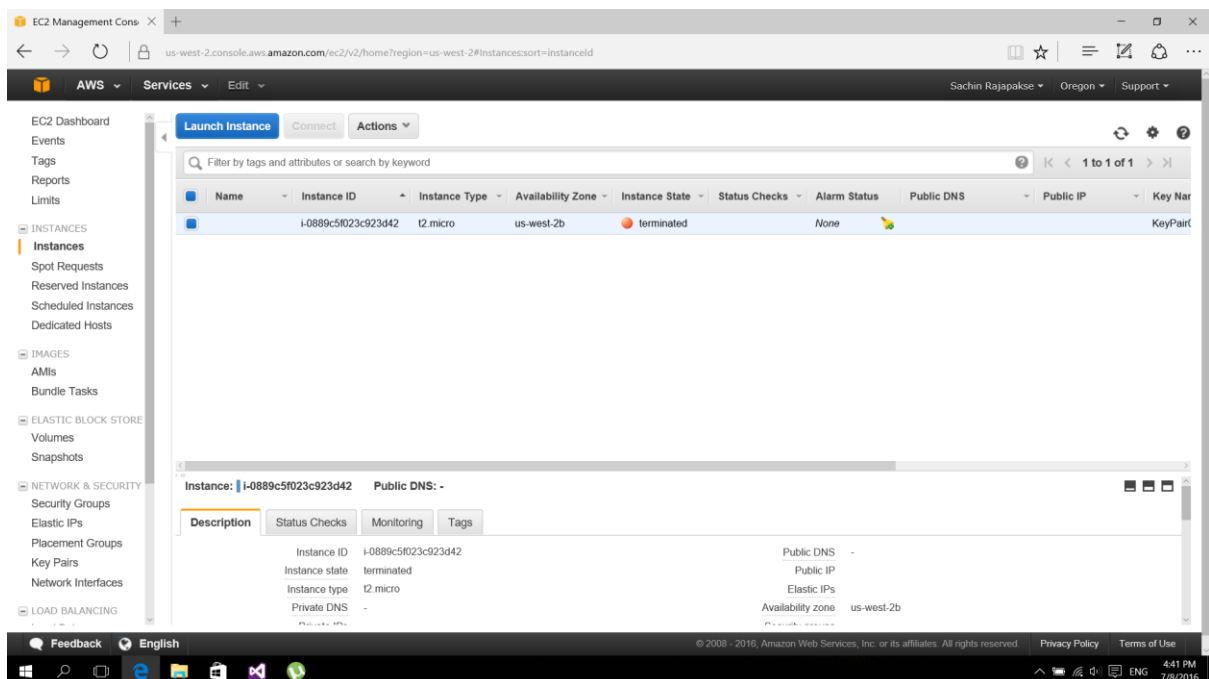 EC2 Management Cons
us-west-2.console.aws.amazon.com/ec2/v2/home?region=us-west-2#Instances:sort=instanceId
AWS Services Edit Sachin Rajapakse Oregon Support
EC2 Dashboard
Events
Tags
Reports
Limits
INSTANCES
Instances
Spot Requests
Reserved Instances
Scheduled Instances
Dedicated Hosts
IMAGES
AMIs
Bundle Tasks
ELASTIC BLOCK STORE
Volumes
Snapshots
NETWORK & SECURITY
Security Groups
Elastic IPs
Placement Groups
Key Pairs
Network Interfaces
LOAD BALANCING
Launch Instance Connect Actions
Filter by tags and attributes or search by keyword 1 to 1 of 1
Name Instance ID Instance Type Availability Zone Instance State Status Checks Alarm Status Public DNS Public IP Key Nar
i-0889c5f023c923d42 t2.micro us-west-2b terminated None KeyPair(
Instance: i-0889c5f023c923d42 Public DNS: -
Description Status Checks Monitoring Tags
Instance ID i-0889c5f023c923d42 Public DNS -
Instance state terminated Public IP
Instance type t2.micro Elastic IPs
Private DNS - Availability zone us-west-2b
Feedback English © 2008 - 2016, Amazon Web Services, Inc. or its affiliates. All rights reserved. Privacy Policy Terms of Use
ENG 4:41 PM
7/8/2016